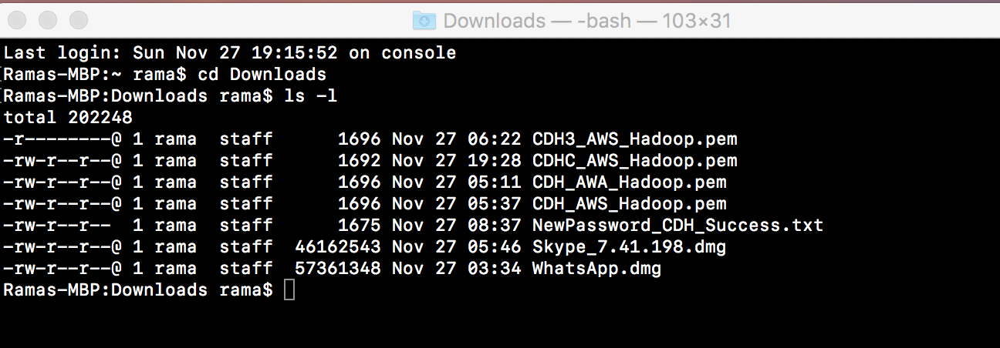 Downloads — -bash — 103×31
Last login: Sun Nov 27 19:15:52 on console
[Ramas-MBP:~ rama$ cd Downloads
[Ramas-MBP:Downloads rama$ ls -l
total 202248
-r--------@ 1 rama  staff      1696 Nov 27 06:22 CDH3_AWS_Hadoop.pem
-rw-r--r--@ 1 rama  staff      1692 Nov 27 19:28 CDHC_AWS_Hadoop.pem
-rw-r--r--@ 1 rama  staff      1696 Nov 27 05:11 CDH_AWA_Hadoop.pem
-rw-r--r--@ 1 rama  staff      1696 Nov 27 05:37 CDH_AWS_Hadoop.pem
-rw-r--r--  1 rama  staff      1675 Nov 27 08:37 NewPassword_CDH_Success.txt
-rw-r--r--@ 1 rama  staff  46162543 Nov 27 05:46 Skype_7.41.198.dmg
-rw-r--r--@ 1 rama  staff  57361348 Nov 27 03:34 WhatsApp.dmg
Ramas-MBP:Downloads rama$